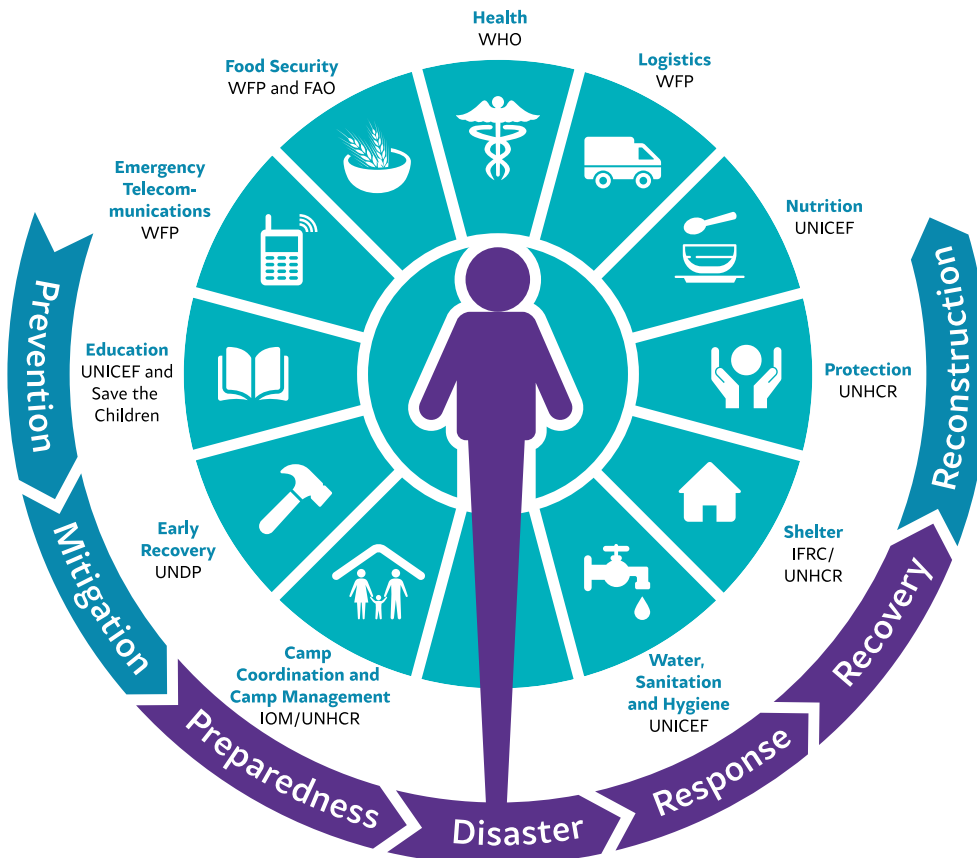 Health
WHO
Logistics
WFP
Nutrition
UNICEF
Protection
UNHCR
Shelter
IFRC/
UNHCR
Water,
Sanitation
and Hygiene
UNICEF
Camp
Coordination and
Camp Management
IOM/UNHCR
Early
Recovery
UNDP
Education
UNICEF and
Save the
Children
Emergency
Telecom-
munications
WFP
Food Security
WFP and FAO
Prevention
Mitigation
Preparedness
Disaster
Response
Recovery
Reconstruction